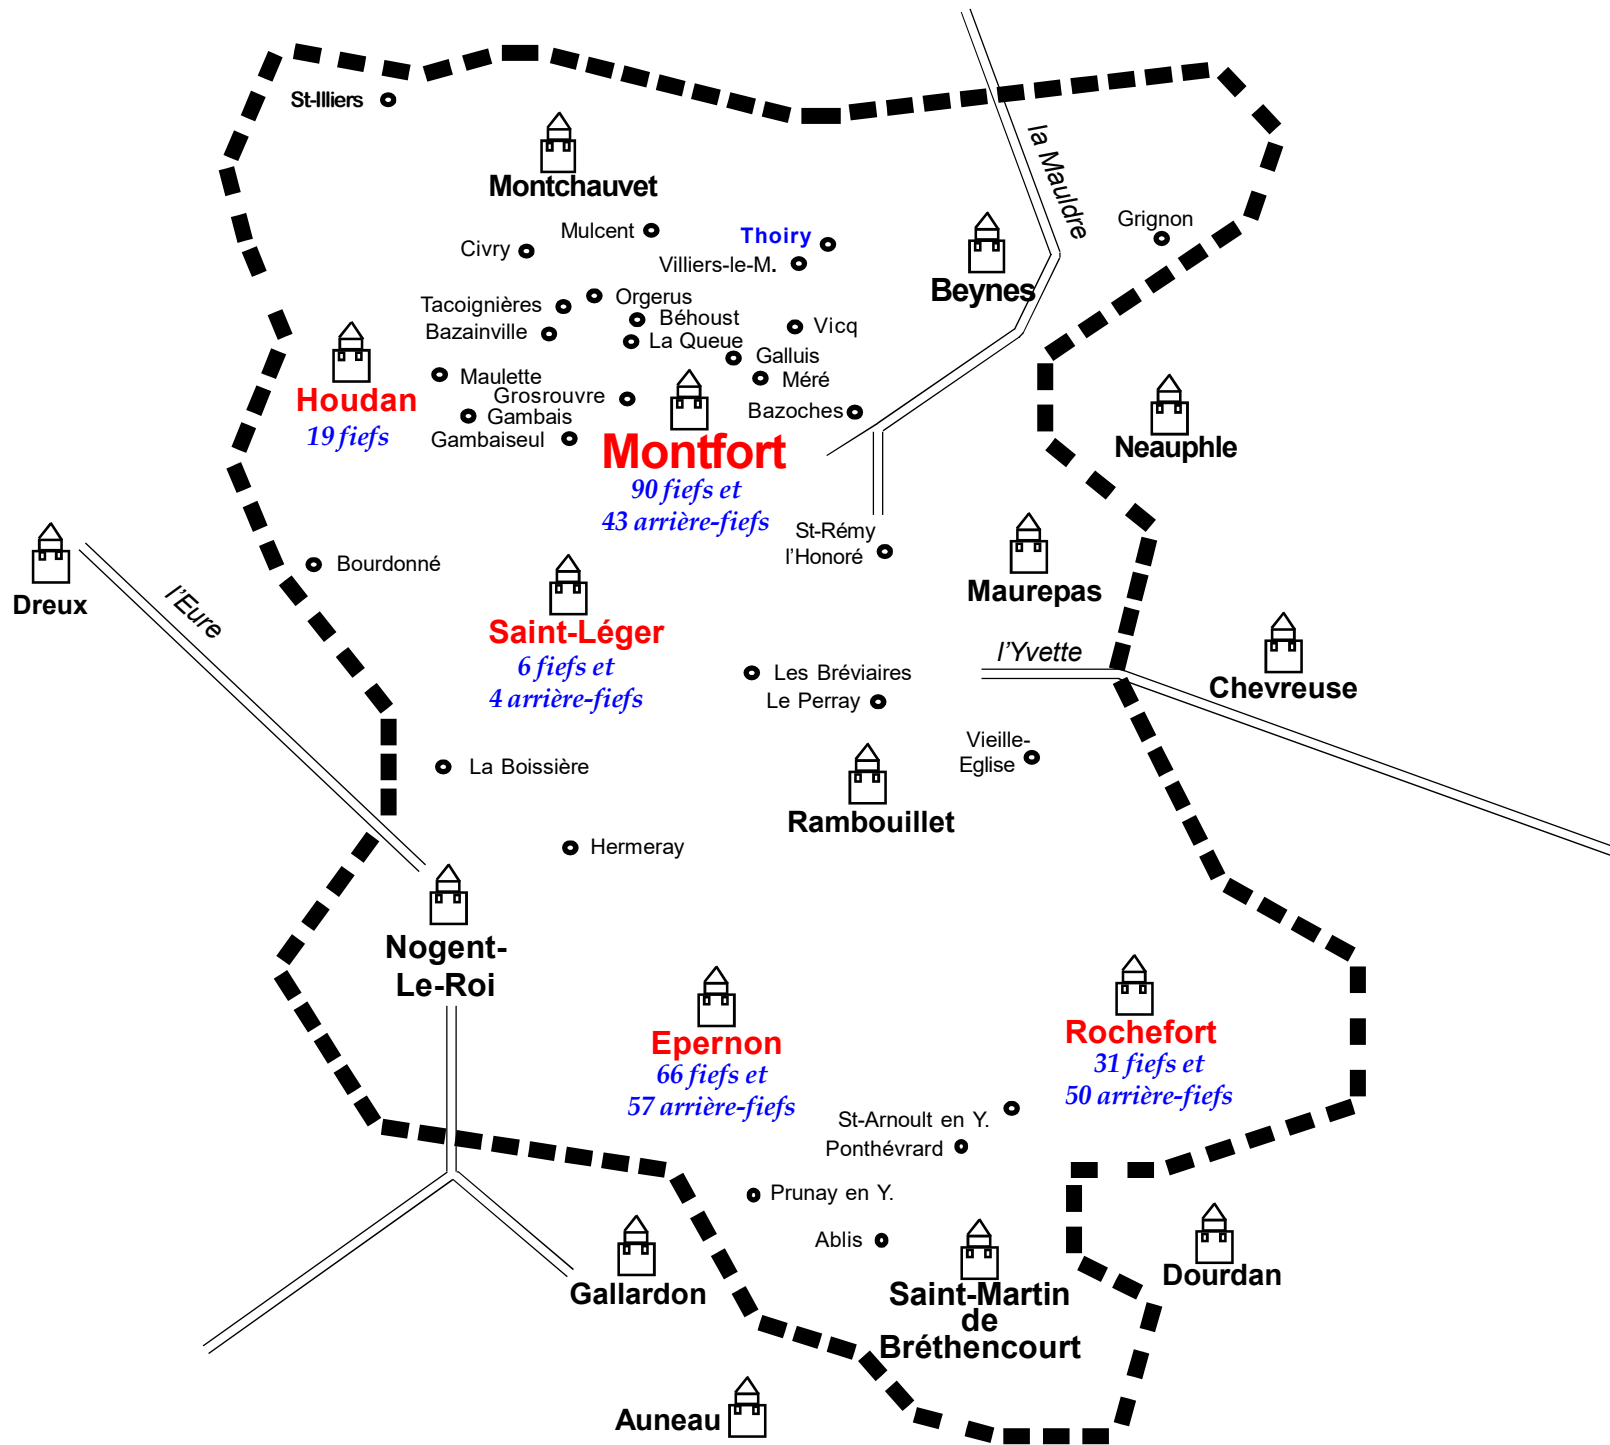 St-Illiers
la Mauldre
Montchauvet
Grignon
Mulcent
Thoiry
Civry
Villiers-le-M.
Beynes
Orgerus
Tacoignières
Béhoust
Vicq
Bazainville
La Queue
Galluis
Maulette
Méré
Houdan
19 fiefs
Grosrouvre
Gambais
Bazoches
Gambaiseul
Neauphle
Montfort
90 fiefs et
43 arrière-fiefs
St-Rémy
l'Honoré
Bourdonné
Dreux
l'Eure
Maurepas
Saint-Léger
6 fiefs et
4 arrière-fiefs
l'Yvette
Les Bréviaires
Chevreuse
Le Perray
Vieille-
Eglise
La Boissière
Rambouillet
Hermeray
Nogent-
Le-Roi
Epernon
66 fiefs et
57 arrière-fiefs
Rochefort
31 fiefs et
50 arrière-fiefs
St-Arnoult en Y.
Ponthévrard
Prunay en Y.
Ablis
Gallardon
Dourdan
Saint-Martin
de
Bréthencourt
Auneau